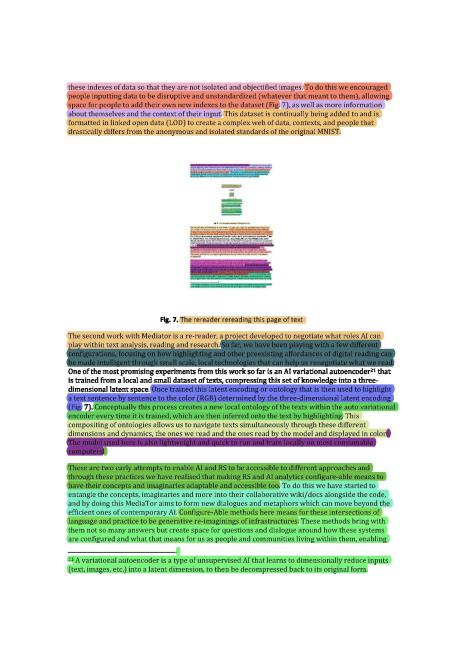 these indexes of data so that they are not isolated and objectified images. To do this we encouraged
people inputting data to be disruptive and unstandardized (whatever that meant to them), allowing
space for people to add their own new indexes to the dataset (Fig. 7), as well as more information
about themselves and the context of their input. This dataset is continually being added to and is
formatted in linked open data (LOD) to create a complex web of data, contexts, and people that
drastically differs from the anonymous and isolated standards of the original MNIST.
Fig. 7. The rereader rereading this page of text
The second work with Mediator is a re-reader, a project developed to negotiate what roles AI can
play within text analysis, reading and research. So far, we have been playing with a few different
configurations, focusing on how highlighting and other preexisting affordances of digital reading can
be made intelligent through small scale, local technologies that can help us renegotiate what we read
One of the most promising experiments from this work so far is an AI variational autoencoder²¹ that
is trained from a local and small dataset of texts, compressing this set of knowledge into a three-
dimensional latent space. Once trained this latent encoding or ontology that is then used to highlight
a text sentence by sentence to the color (RGB) determined by the three-dimensional latent encoding
(Fig. 7). Conceptually this process creates a new local ontology of the texts within the auto variational
encoder every time it is trained, which are then inferred onto the text by highlighting. This
compositing of ontologies allows us to navigate texts simultaneously through these different
dimensions and dynamics, the ones we read and the ones read by the model and displayed in color
The model used here is also lightweight and quick to run and train locally on most consumable
computers
These are two early attempts to enable AI and RS to be accessible to different approaches and
through these practices we have realised that making RS and AI analytics configure-able means to
have their concepts and imaginaries adaptable and accessible too. To do this we have started to
entangle the concepts, imaginaries and more into their collaborative wiki/docs alongside the code,
and by doing this MediaTor aims to form new dialogues and metaphors which can move beyond the
efficient ones of contemporary AI. Configure-Able methods here means for these intersections of
language and practice to be generative re-imaginings of infrastructures. These methods bring with
them not so many answers but create space for questions and dialogue around how these systems
are configured and what that means for us as people and communities living within them, enabling
²¹ A variational autoencoder is a type of unsupervised AI that learns to dimensionally reduce inputs
(text, images, etc.) into a latent dimension, to then be decompressed back to its original form.